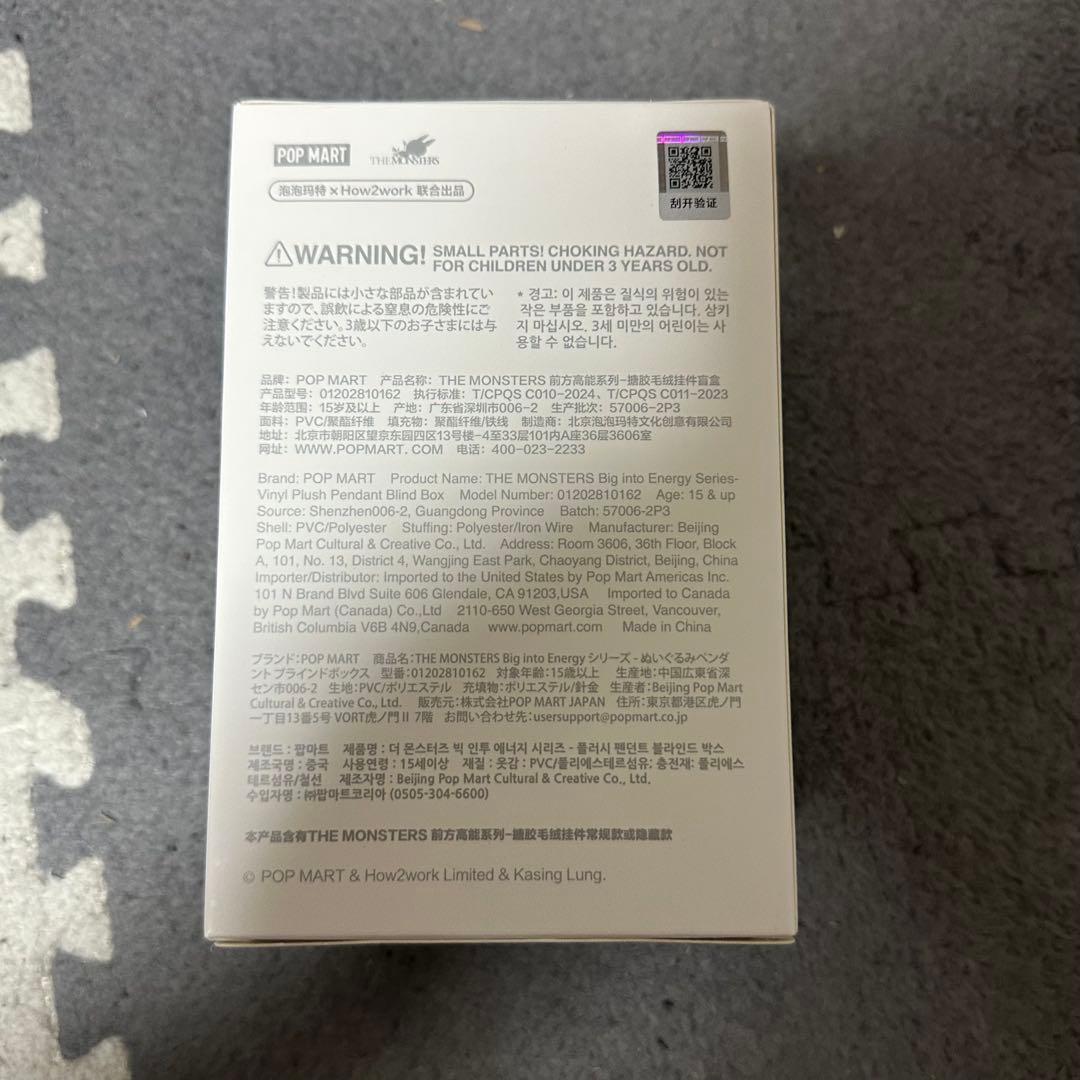 POP MART
THE MONSTERS
泡泡玛特×How2work 联合出品
刮开验证
WARNING! SMALL PARTS! CHOKING HAZARD. NOT
FOR CHILDREN UNDER 3 YEARS OLD.
警告!製品には小さな部品が含まれてい
ますので、誤飲による窒息の危険性にご
注意ください。3歳以下のお子さまには与
えないでください。
* 경고: 이 제품은 질식의 위험이 있는
작은 부품을 포함하고 있습니다. 삼키
지 마십시오. 3세 미만의 어린이는 사
용할 수 없습니다.
品牌: POP MART 产品名称: THE MONSTERS 前方高能系列-搪胶毛绒挂件盲盒
产品型号: 01202810162 执行标准: T/CPQS C010-2024、T/CPQS C011-2023
年龄范围: 15岁及以上 产地: 广东省深圳市006-2 生产批次: 57006-2P3
面料: PVC/聚酯纤维 填充物: 聚酯纤维/铁线 制造商: 北京泡泡玛特文化创意有限公司
地址: 北京市朝阳区望京东园四区13号楼-4至33层101内A座36层3606室
网址: WWW.POPMART.COM 电话: 400-023-2233
Brand: POP MART Product Name: THE MONSTERS Big into Energy Series-
Vinyl Plush Pendant Blind Box Model Number: 01202810162 Age: 15 & up
Source: Shenzhen006-2, Guangdong Province Batch: 57006-2P3
Shell: PVC/Polyester Stuffing: Polyester/Iron Wire Manufacturer: Beijing
Pop Mart Cultural & Creative Co., Ltd. Address: Room 3606, 36th Floor, Block
A, 101, No. 13, District 4, Wangjing East Park, Chaoyang District, Beijing, China
Importer/Distributor: Imported to the United States by Pop Mart Americas Inc.
101 N Brand Blvd Suite 606 Glendale, CA 91203,USA Imported to Canada
by Pop Mart (Canada) Co.,Ltd 2110-650 West Georgia Street, Vancouver,
British Columbia V6B 4N9,Canada www.popmart.com Made in China
ブランド:POP MART 商品名:THE MONSTERS Big into Energy シリーズ - ぬいぐるみペンダ
ント ブラインドボックス 型番:01202810162 対象年齢:15歳以上 生産地:中国広東省深
セン市006-2 生地:PVC/ポリエステル 充填物:ポリエステル/針金 生産者:Beijing Pop Mart
Cultural & Creative Co., Ltd. 販売元:株式会社POP MART JAPAN 住所:東京都港区虎ノ門
一丁目13番5号 VORT虎ノ門Ⅱ 7階 お問い合わせ先:usersupport@popmart.co.jp
브랜드 : 팝마트 제품명 : 더 몬스터즈 빅 인투 에너지 시리즈 - 플러시 펜던트 블라인드 박스
제조국명 : 중국 사용연령 : 15세이상 재질 : 옷감 : PVC/폴리에스테르섬유; 충전재: 폴리에스
테르섬유/철선 제조자명 : Beijing Pop Mart Cultural & Creative Co., Ltd.
수입자명 : ㈜팝마트코리아 (0505-304-6600)
本产品含有THE MONSTERS 前方高能系列-搪胶毛绒挂件常规款或隐藏款
© POP MART & How2work Limited & Kasing Lung.